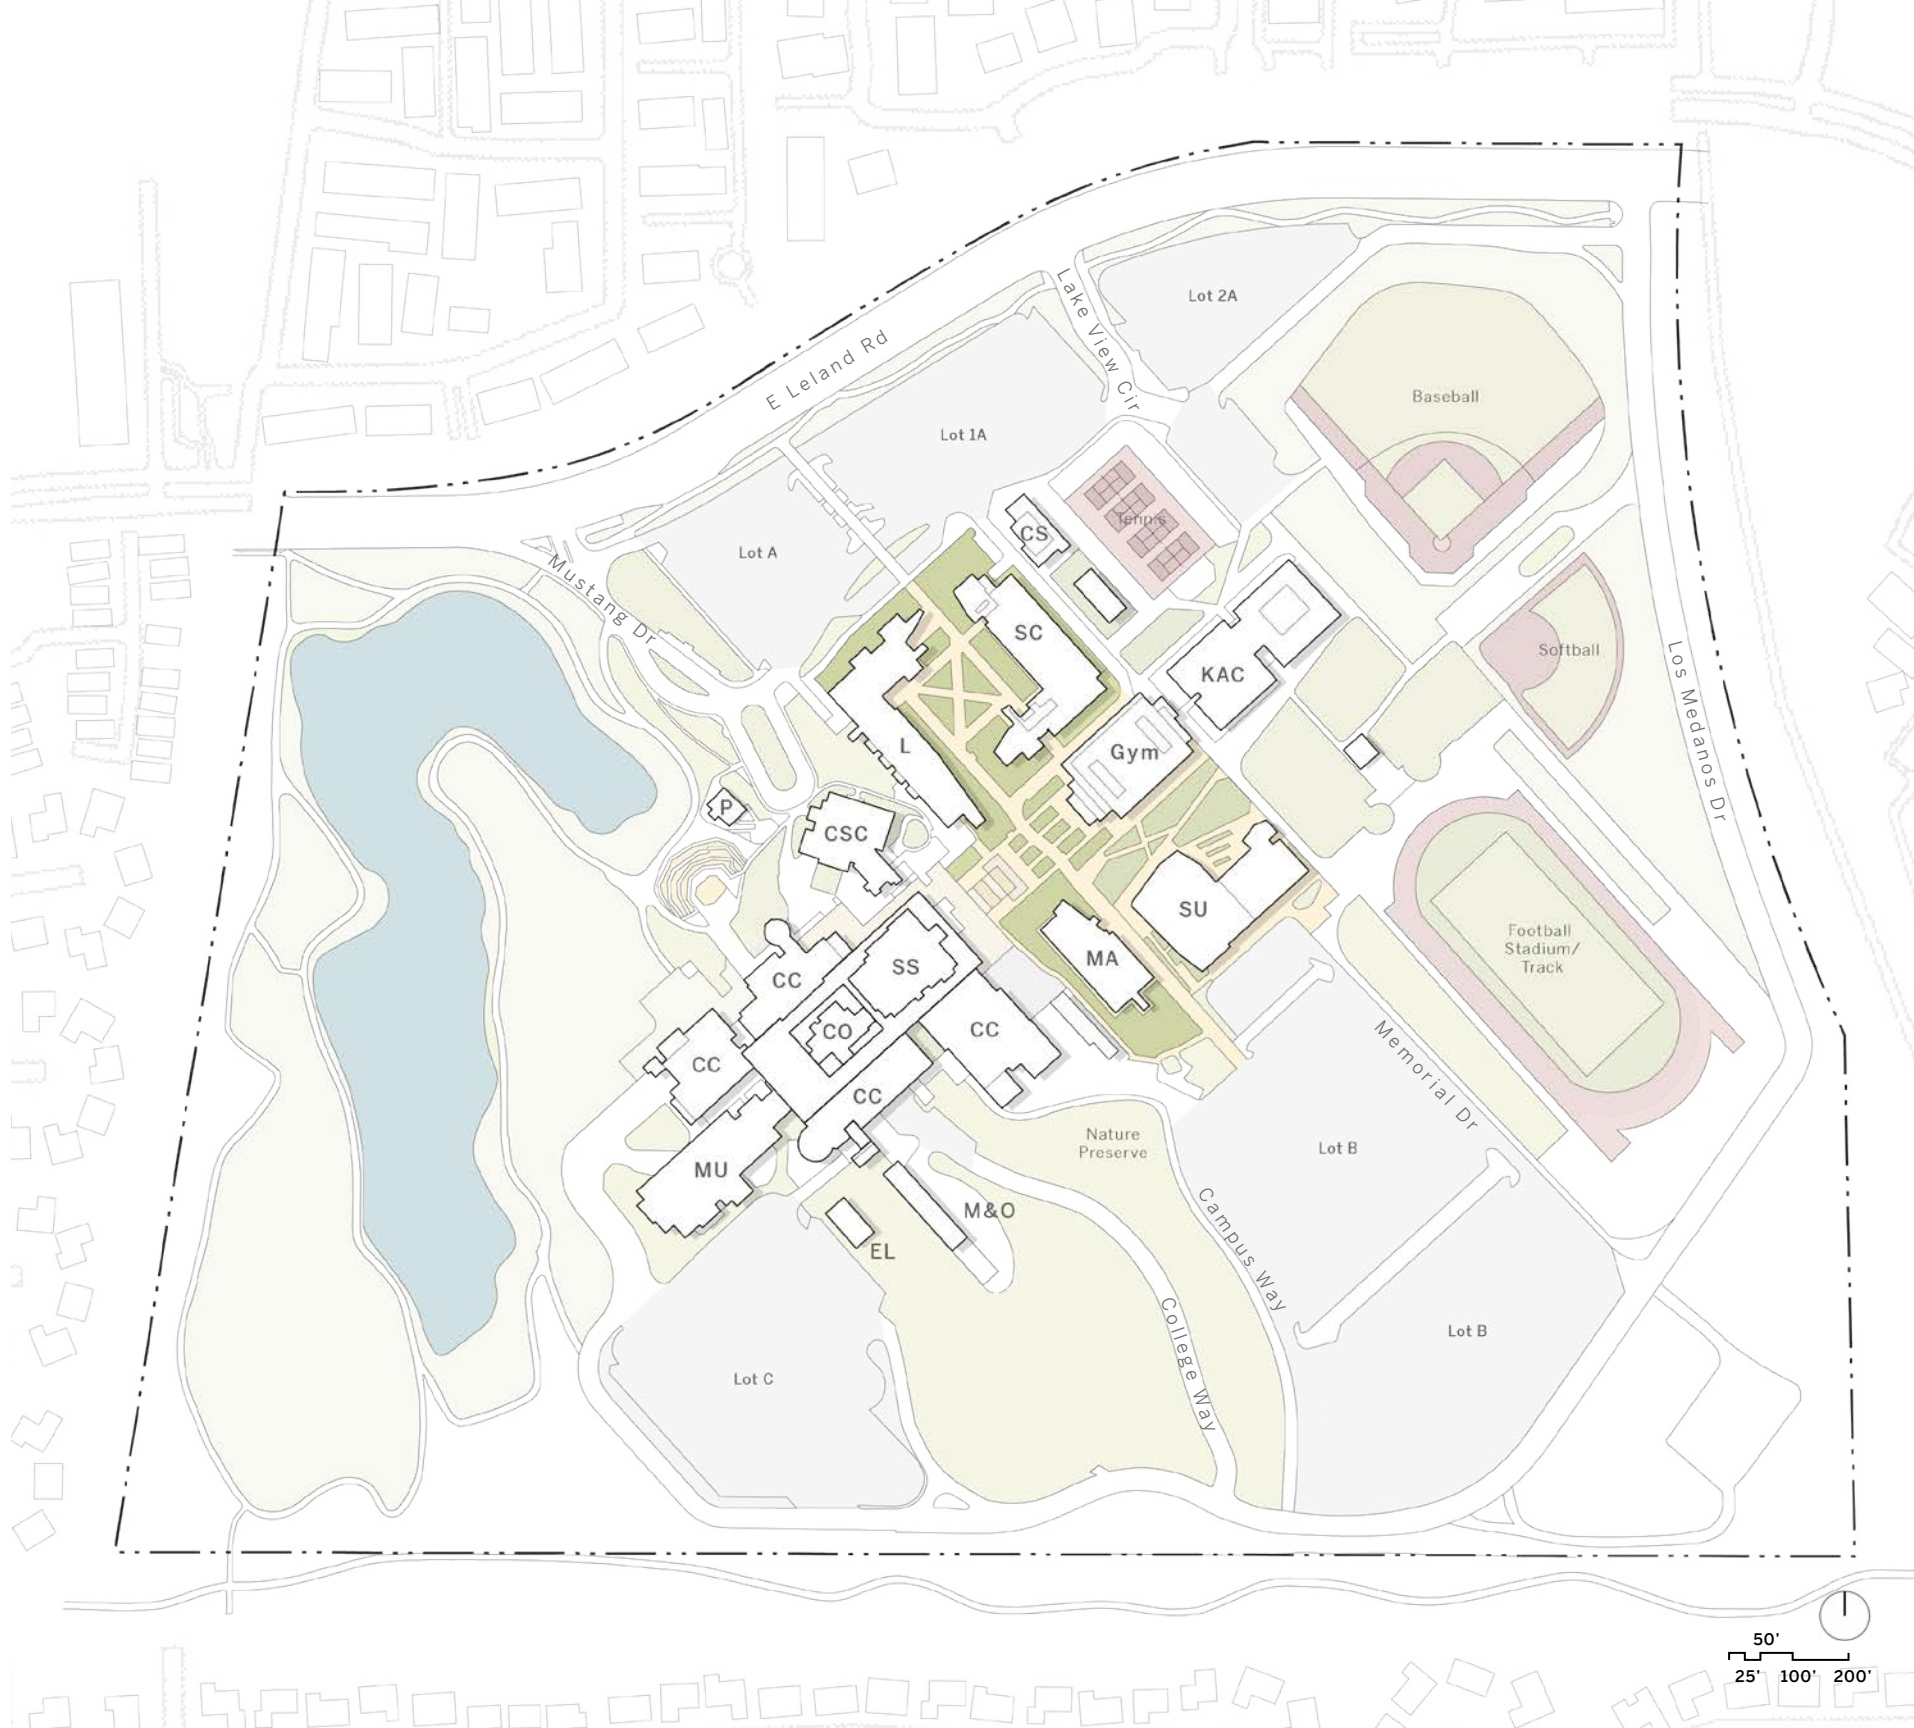 Lot 2A
Lake View Cir
E Leland Rd
Baseball
Lot 1A
Tennis
CS
Lot A
Mustang Dr
SC
Softball
KAC
Los Medanos Dr
L
Gym
P
CSC
SU
Football
Stadium/
Track
MA
SS
CC
CO
CC
CC
CC
Memorial Dr
Nature
Preserve
Lot B
MU
M&O
EL
Campus Way
College Way
Lot B
Lot C
50'
25' 100' 200'